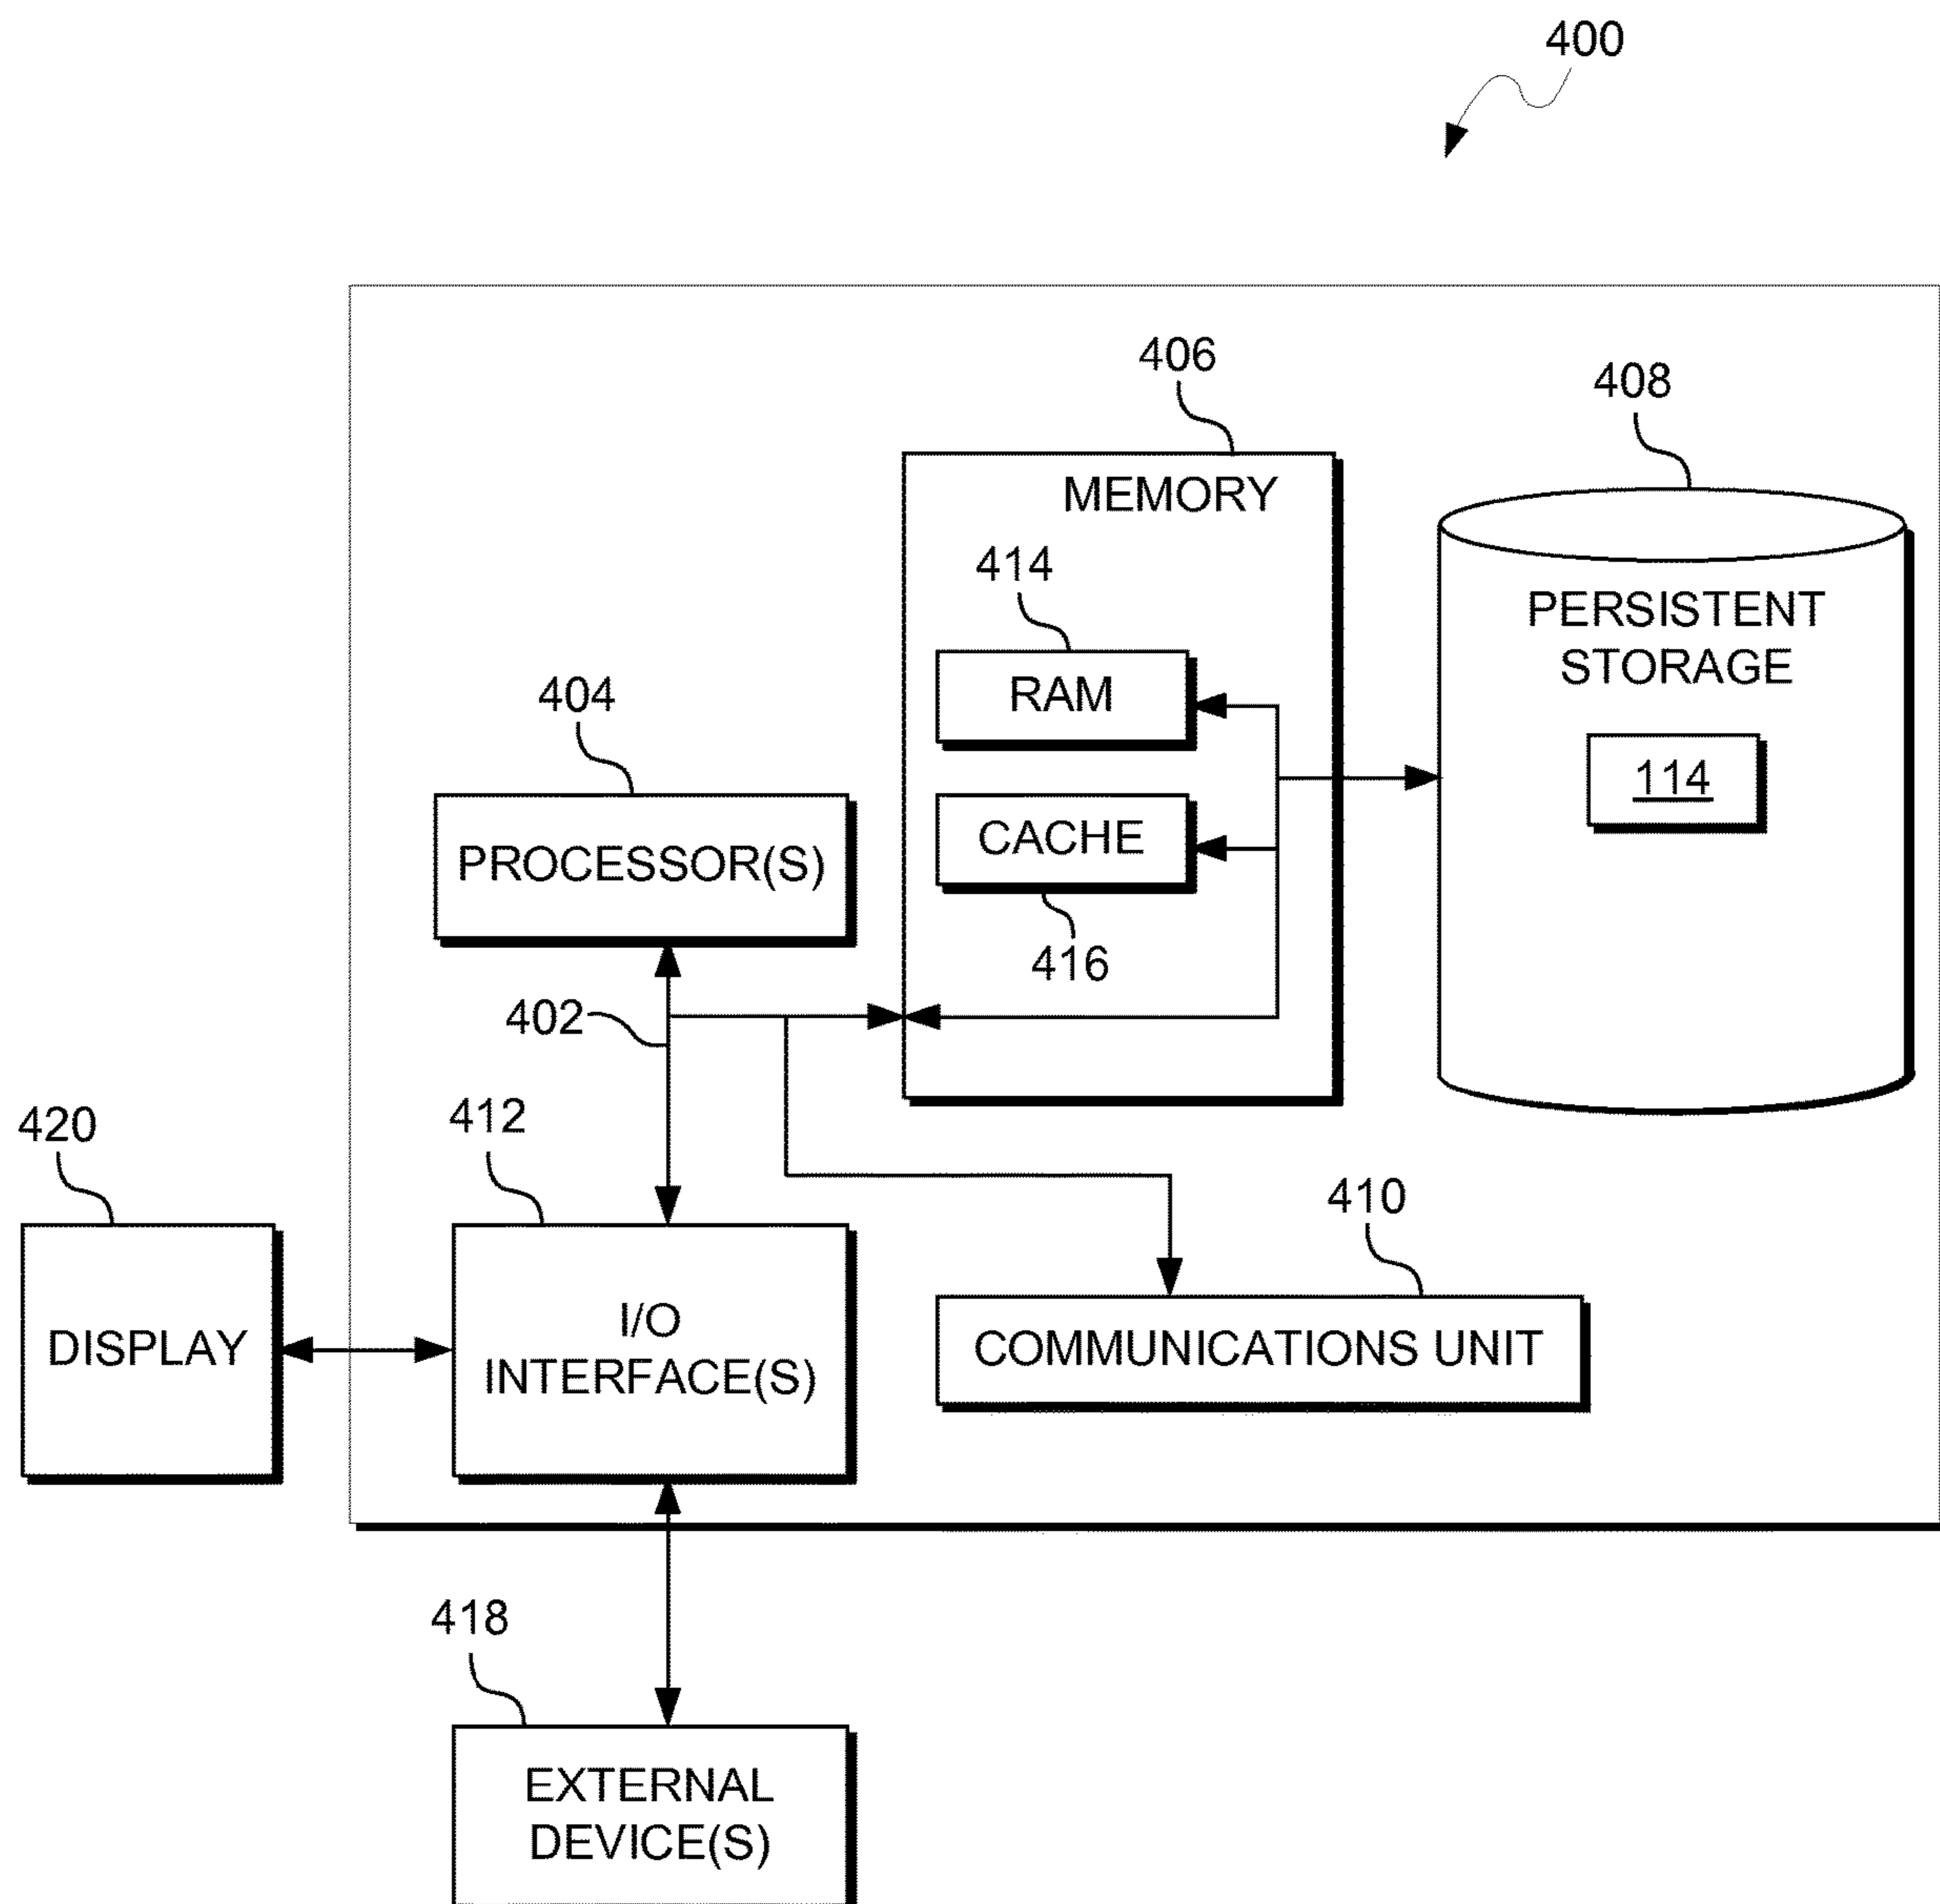 400
406
408
MEMORY
414
PERSISTENT
STORAGE
RAM
404
114
CACHE
PROCESSOR(S)
416
402
412
420
410
I/O
INTERFACE(S)
DISPLAY
COMMUNICATIONS UNIT
418
EXTERNAL
DEVICE(S)